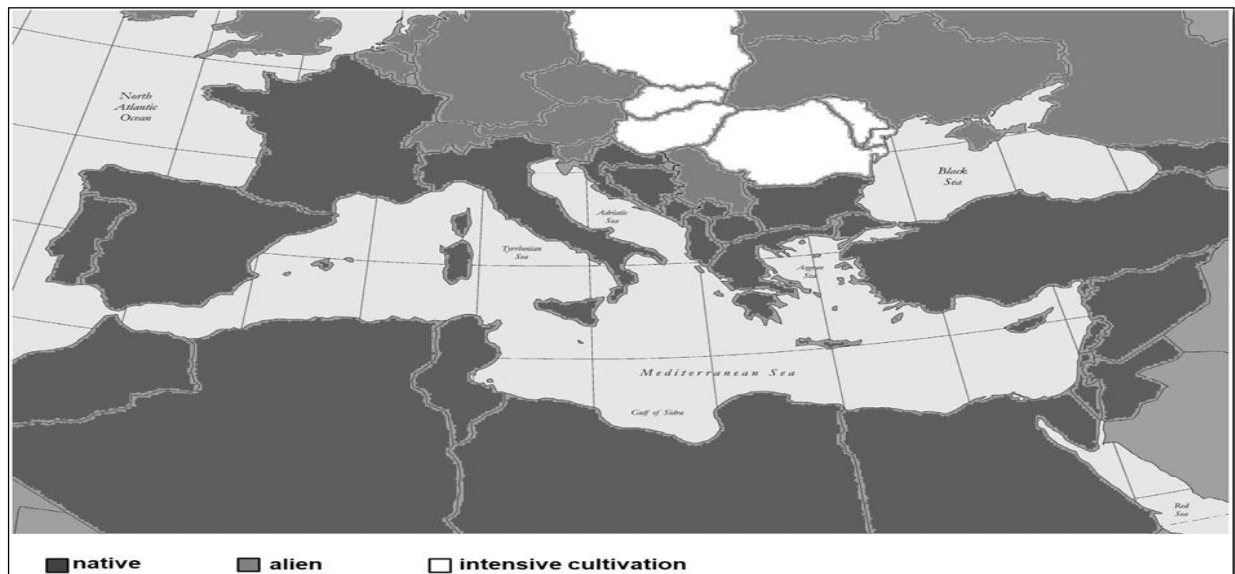 North
Atlantic
Ocean
Black
Sea
Adriatic
Sea
Tyrrhenian
Sea
Aegean
Sea
Mediterranean Sea
Gulf of Sidra
Red
Sea
native alien intensive cultivation